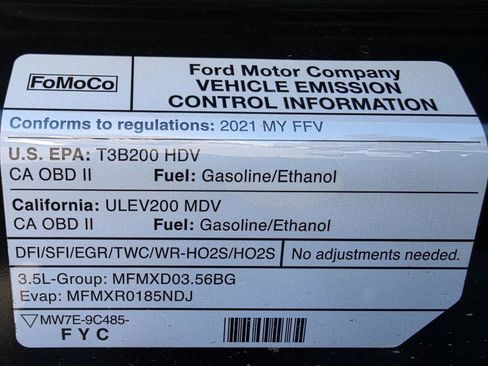 FoMoCo
Ford Motor Company
VEHICLE EMISSION
CONTROL INFORMATION
Conforms to regulations: 2021 MY FFV
U.S. EPA: T3B200 HDV
CA OBD II Fuel: Gasoline/Ethanol
California: ULEV200 MDV
CA OBD II Fuel: Gasoline/Ethanol
DFI/SFI/EGR/TWC/WR-HO2S/HO2S No adjustments needed.
3.5L-Group: MFMXD03.56BG
Evap: MFMXR0185NDJ
MW7E-9C485-
FYC